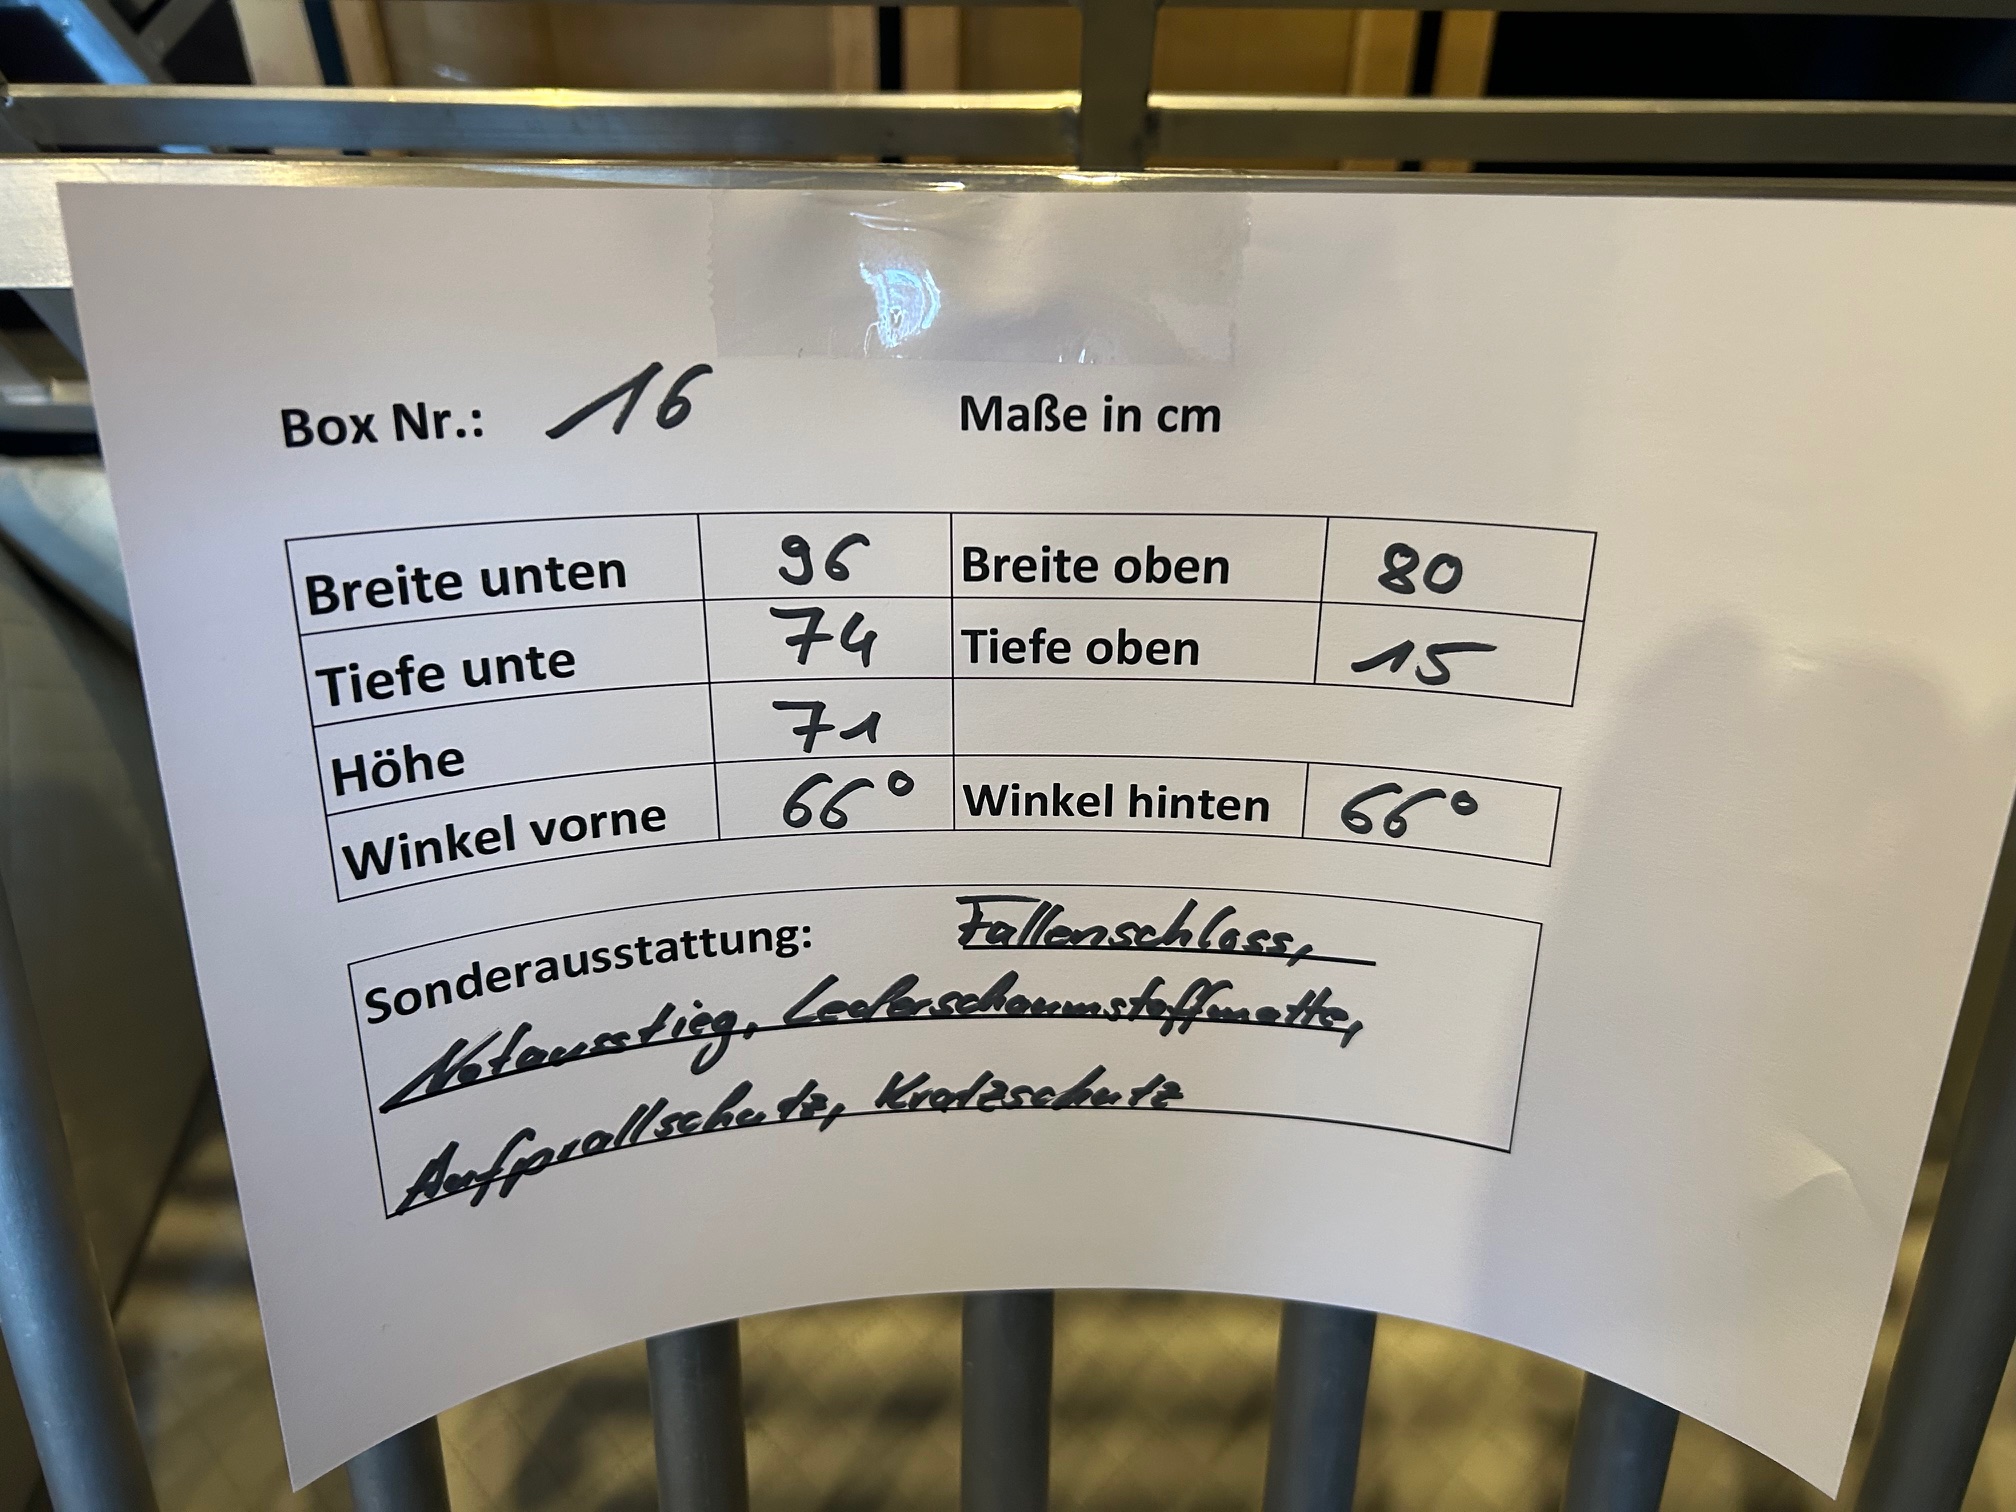 Box Nr.: 16 Maße in cm
Breite unten 96 Breite oben 80
Tiefe unte 74 Tiefe oben 15
Höhe 71
Winkel vorne 66° Winkel hinten 66°
Sonderausstattung: Fallenschloss,
Notausstieg, Lederschaumstoffmatte,
Aufprallschutz, Kratzschutz